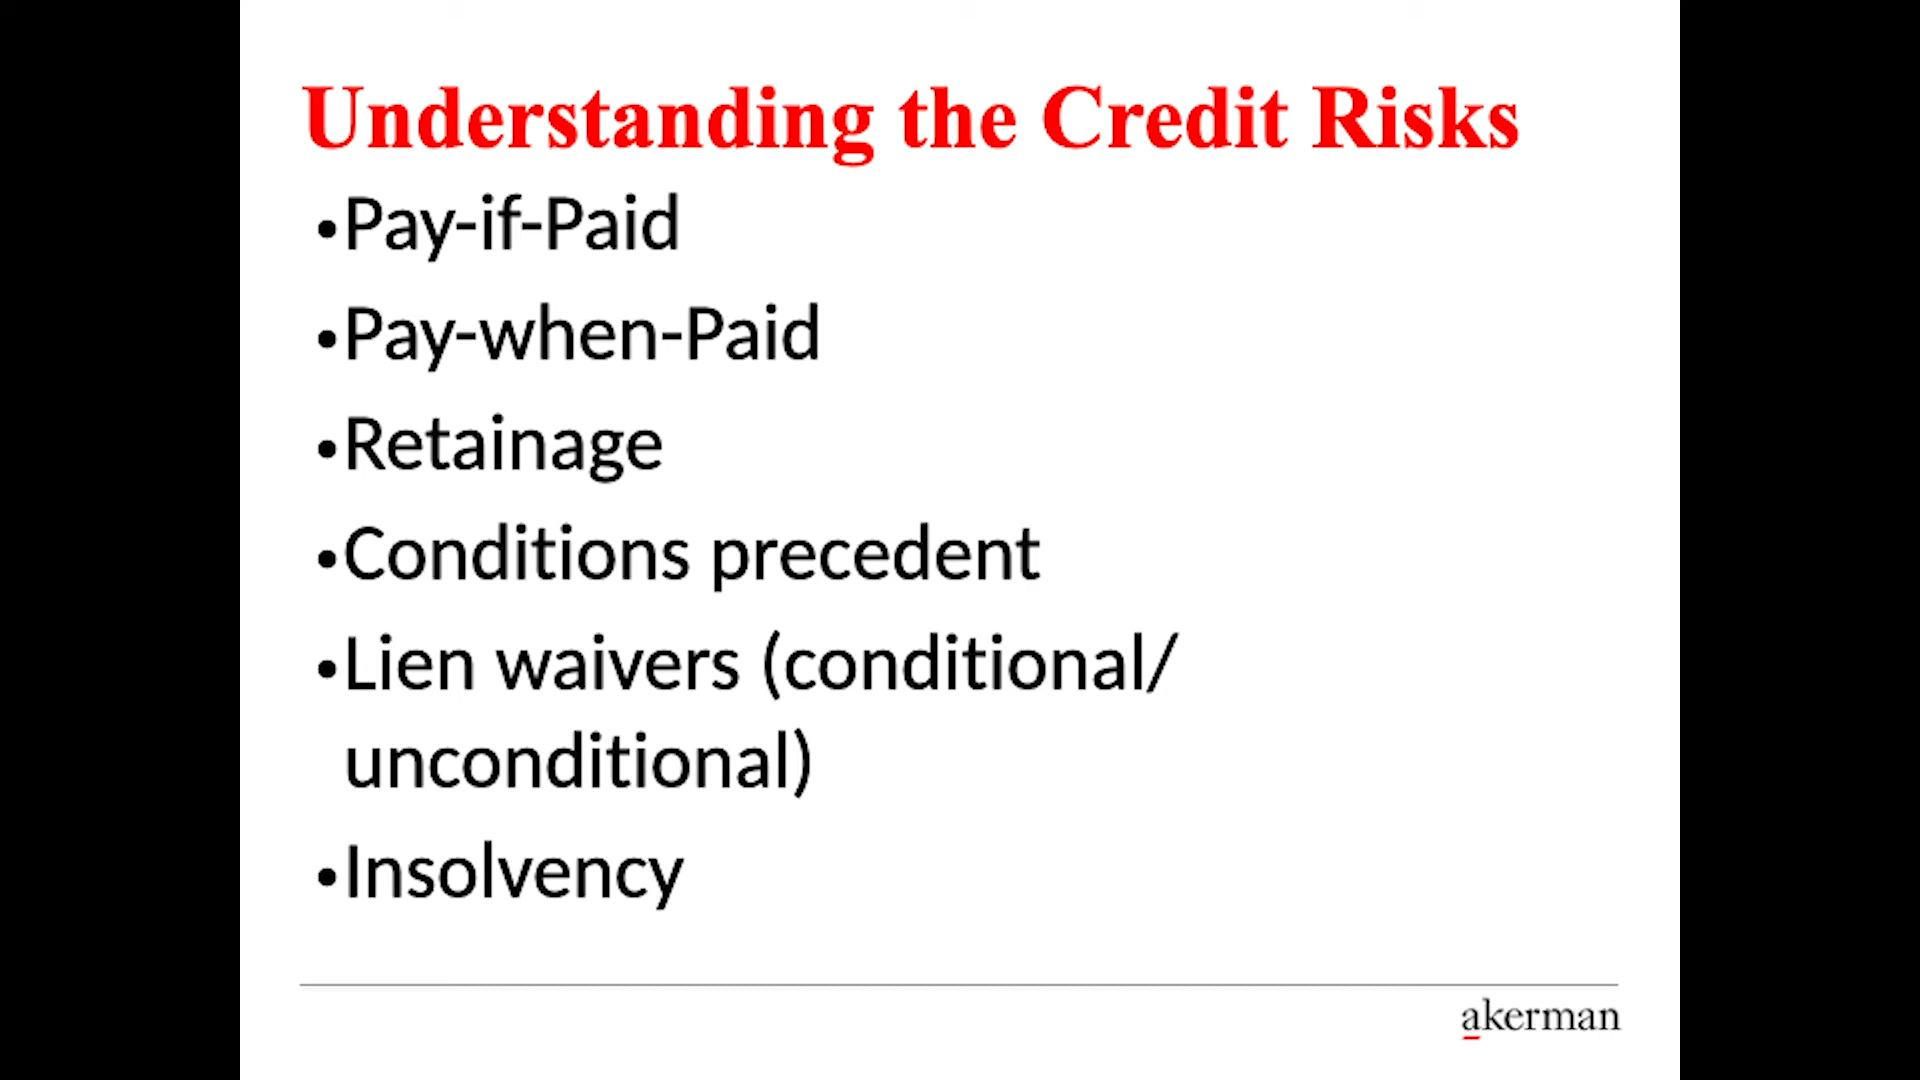 Understanding the Credit Risks
•Pay-if-Paid
•Pay-when-Paid
•Retainage
•Conditions precedent
•Lien waivers (conditional/
unconditional)
•Insolvency
akerman